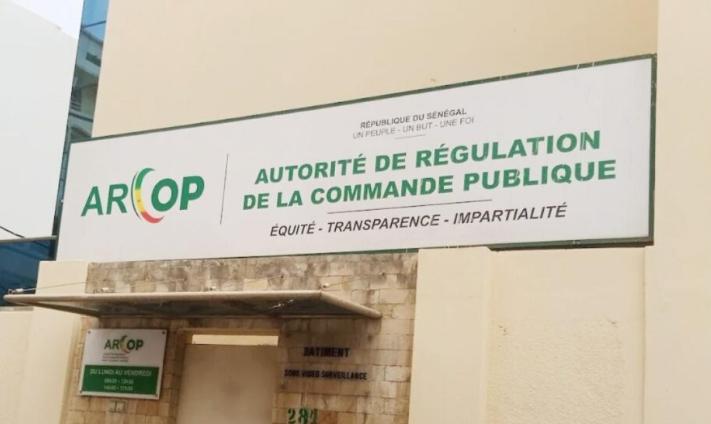 RÉPUBLIQUE DU SÉNÉGAL
UN PEUPLE - UN BUT - UNE FOI
ARCOP
AUTORITÉ DE RÉGULATION
DE LA COMMANDE PUBLIQUE
ÉQUITÉ - TRANSPARENCE - IMPARTIALITÉ
ARCOP
DU LUNDI AU VENDREDI
BATIMENT
SOUS VIDEO SURVEILLANCE